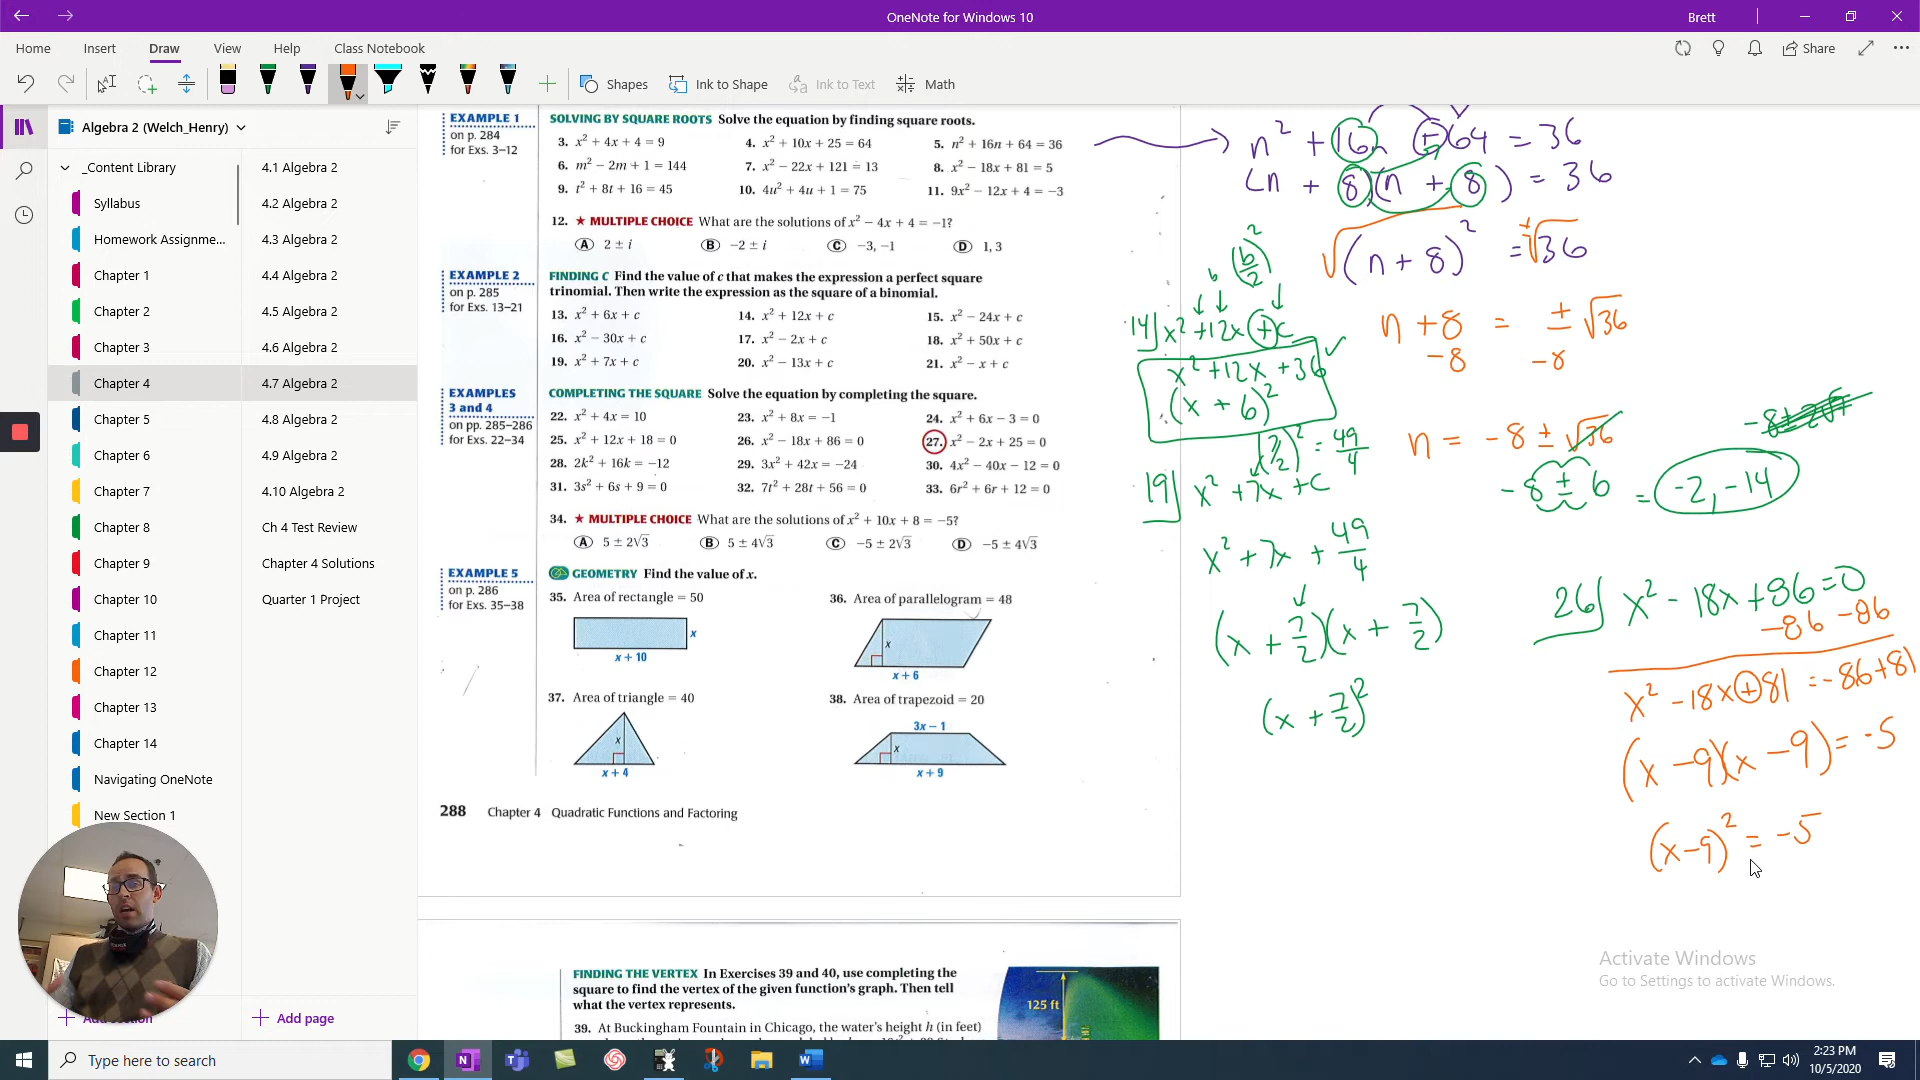 OneNote for Windows 10
Brett
Home Insert Draw View Help Class Notebook
Share
Shapes Ink to Shape Ink to Text Math
Algebra 2 (Welch_Henry)
_Content Library
Syllabus
Homework Assignme...
Chapter 1
Chapter 2
Chapter 3
Chapter 4
Chapter 5
Chapter 6
Chapter 7
Chapter 8
Chapter 9
Chapter 10
Chapter 11
Chapter 12
Chapter 13
Chapter 14
Navigating OneNote
New Section 1
Add section
4.1 Algebra 2
4.2 Algebra 2
4.3 Algebra 2
4.4 Algebra 2
4.5 Algebra 2
4.6 Algebra 2
4.7 Algebra 2
4.8 Algebra 2
4.9 Algebra 2
4.10 Algebra 2
Ch 4 Test Review
Chapter 4 Solutions
Quarter 1 Project
Add page
EXAMPLE 1
on p. 284
for Exs. 3–12
SOLVING BY SQUARE ROOTS Solve the equation by finding square roots.
3. x² + 4x + 4 = 9 4. x² + 10x + 25 = 64 5. n² + 16n + 64 = 36
6. m² − 2m + 1 = 144 7. x² − 22x + 121 = 13 8. x² − 18x + 81 = 5
9. t² + 8t + 16 = 45 10. 4u² + 4u + 1 = 75 11. 9x² − 12x + 4 = −3
12. ★ MULTIPLE CHOICE What are the solutions of x² − 4x + 4 = −1?
A 2 ± i B −2 ± i C −3, −1 D 1, 3
EXAMPLE 2
on p. 285
for Exs. 13–21
FINDING C Find the value of c that makes the expression a perfect square
trinomial. Then write the expression as the square of a binomial.
13. x² + 6x + c 14. x² + 12x + c 15. x² − 24x + c
16. x² − 30x + c 17. x² − 2x + c 18. x² + 50x + c
19. x² + 7x + c 20. x² − 13x + c 21. x² − x + c
EXAMPLES
3 and 4
on pp. 285–286
for Exs. 22–34
COMPLETING THE SQUARE Solve the equation by completing the square.
22. x² + 4x = 10 23. x² + 8x = −1 24. x² + 6x − 3 = 0
25. x² + 12x + 18 = 0 26. x² − 18x + 86 = 0 27. x² − 2x + 25 = 0
28. 2k² + 16k = −12 29. 3x² + 42x = −24 30. 4x² − 40x − 12 = 0
31. 3s² + 6s + 9 = 0 32. 7t² + 28t + 56 = 0 33. 6r² + 6r + 12 = 0
34. ★ MULTIPLE CHOICE What are the solutions of x² + 10x + 8 = −5?
A 5 ± 2√3 B 5 ± 4√3 C −5 ± 2√3 D −5 ± 4√3
EXAMPLE 5
on p. 286
for Exs. 35–38
GEOMETRY Find the value of x.
35. Area of rectangle = 50
x
x + 10
36. Area of parallelogram = 48
x
x + 6
37. Area of triangle = 40
x
x + 4
38. Area of trapezoid = 20
3x − 1
x
x + 9
288 Chapter 4 Quadratic Functions and Factoring
FINDING THE VERTEX In Exercises 39 and 40, use completing the
square to find the vertex of the given function's graph. Then tell
what the vertex represents.
39. At Buckingham Fountain in Chicago, the water's height h (in feet)
125 ft
n² + 16n + 64 = 36
(n + 8)(n + 8) = 36
√(n + 8)² = ±√36
n + 8 = ±√36
−8 −8
n = −8 ± √36
−8 ± 6 = −2, −14
b (b/2)²
14) x² + 12x + c
x² + 12x + 36 ✓
(x + 6)²
(7/2)² = 49/4
19) x² + 7x + c
x² + 7x + 49/4
(x + 7/2)(x + 7/2)
(x + 7/2)²
26) x² − 18x + 86 = 0
−86 −86
x² − 18x + 81 = −86 + 81
(x − 9)(x − 9) = −5
(x − 9)² = −5
Activate Windows
Go to Settings to activate Windows.
Type here to search
2:23 PM
10/5/2020